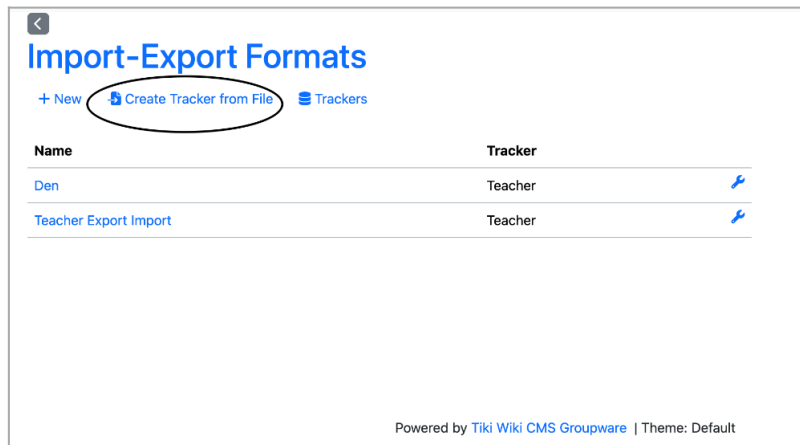 Import-Export Formats
+ New Create Tracker from File Trackers
Name Tracker
Den Teacher
Teacher Export Import Teacher
Powered by Tiki Wiki CMS Groupware | Theme: Default